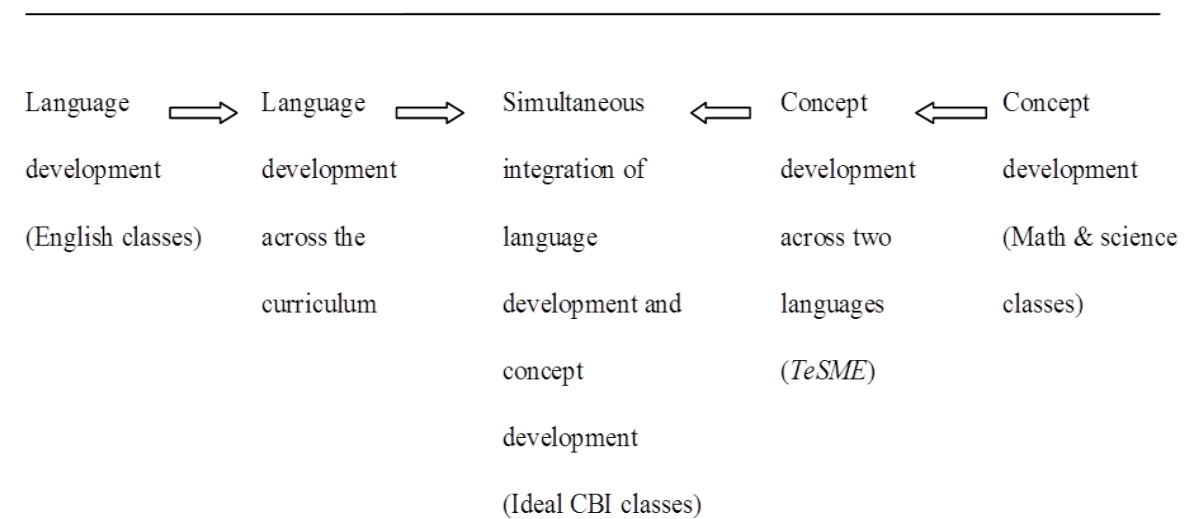 Language
development
(English classes)
Language
development
across the
curriculum
Simultaneous
integration of
language
development and
concept
development
(Ideal CBI classes)
Concept
development
across two
languages
(TeSME)
Concept
development
(Math & science
classes)